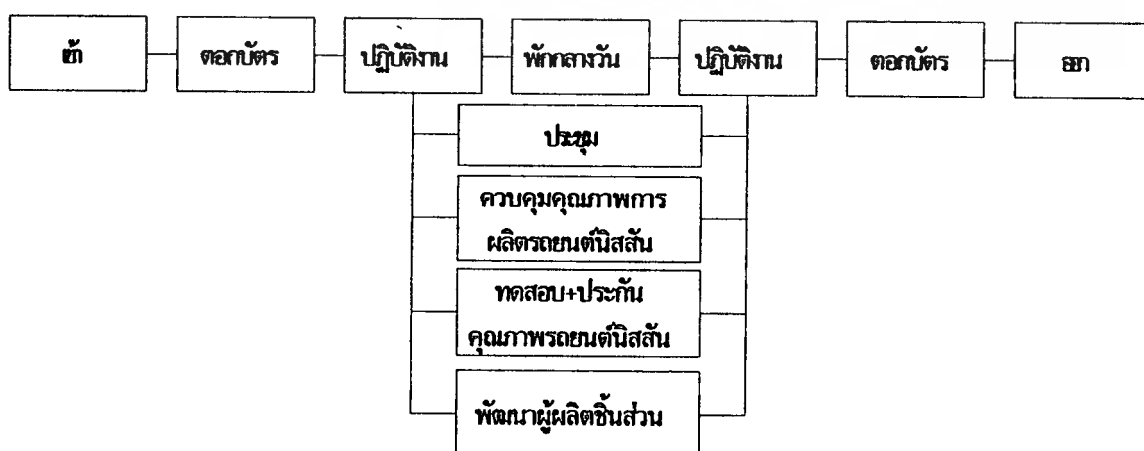 เข้า
ตอกบัตร
ปฏิบัติงาน
พักกลางวัน
ปฏิบัติงาน
ตอกบัตร
ออก
ประชุม
ควบคุมคุณภาพการ
ผลิตรถยนต์นิสสัน
ทดสอบ+ประกัน
คุณภาพรถยนต์นิสสัน
พัฒนาผู้ผลิตชิ้นส่วน